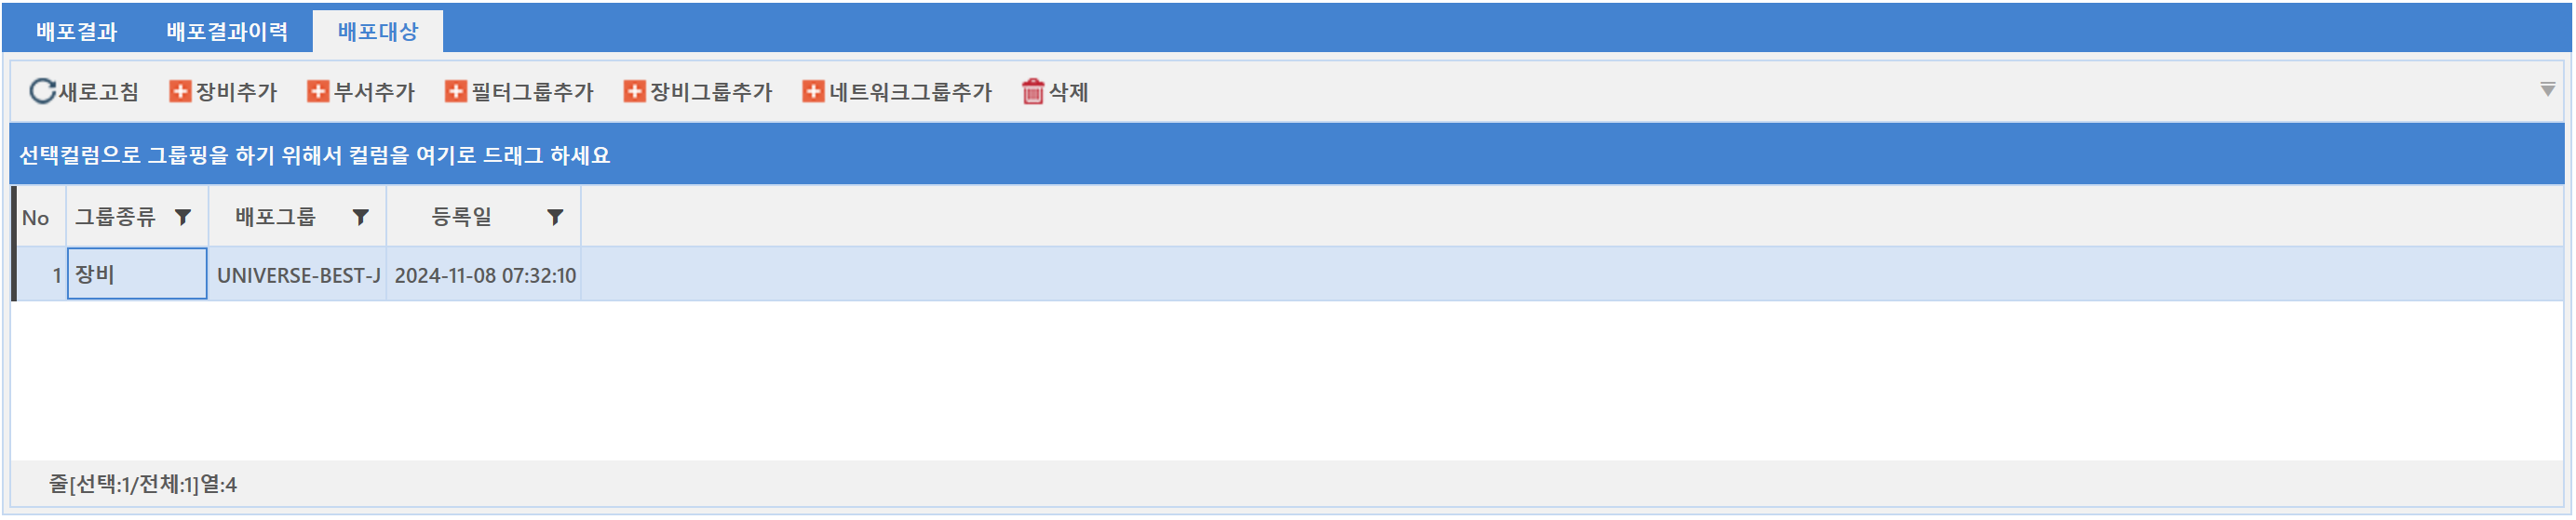 배포결과 배포결과이력 배포대상
새로고침 장비추가 부서추가 필터그룹추가 장비그룹추가 네트워크그룹추가 삭제
선택컬럼으로 그룹핑을 하기 위해서 컬럼을 여기로 드래그 하세요
No 그룹종류 배포그룹 등록일
1 장비 UNIVERSE-BEST-J 2024-11-08 07:32:10
줄[선택:1/전체:1]열:4